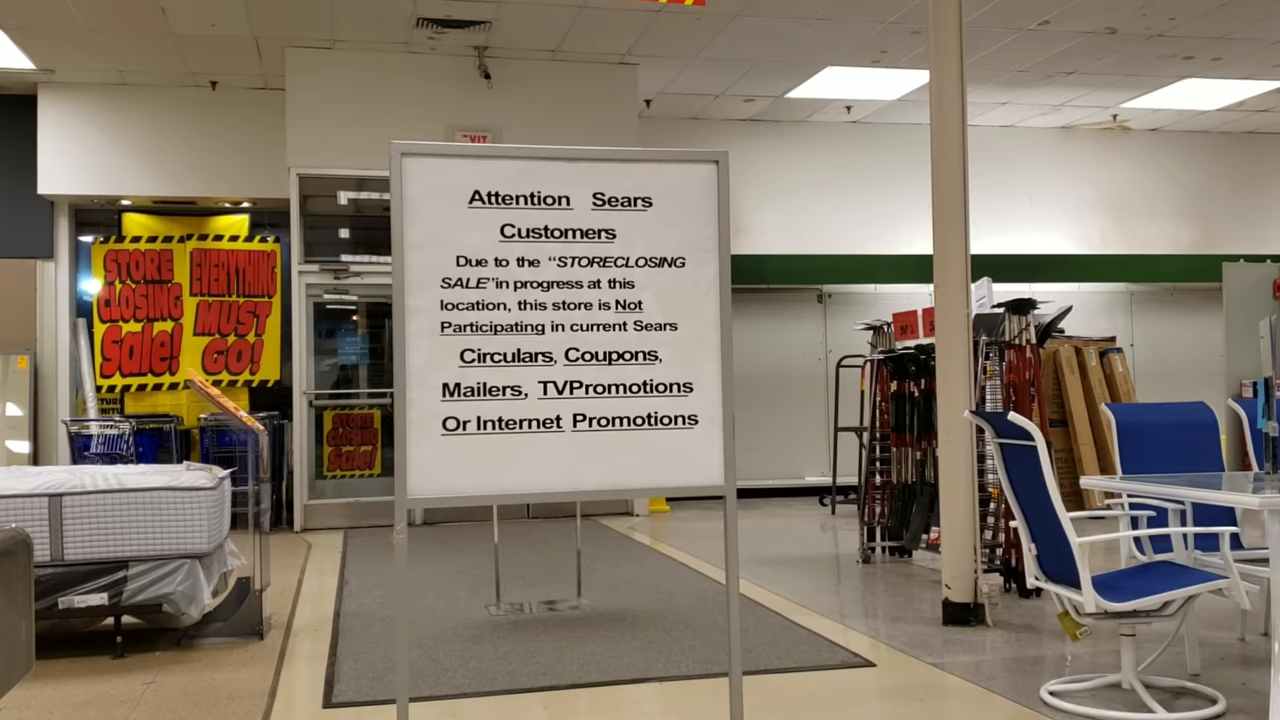 EXIT
Attention Sears
Customers
Due to the “STORECLOSING
SALE”in progress at this
location, this store is Not
Participating in current Sears
Circulars, Coupons,
Mailers, TVPromotions
Or Internet Promotions
STORE
CLOSING
Sale!
EVERYTHING
MUST
GO!
STORE
CLOSING
Sale!